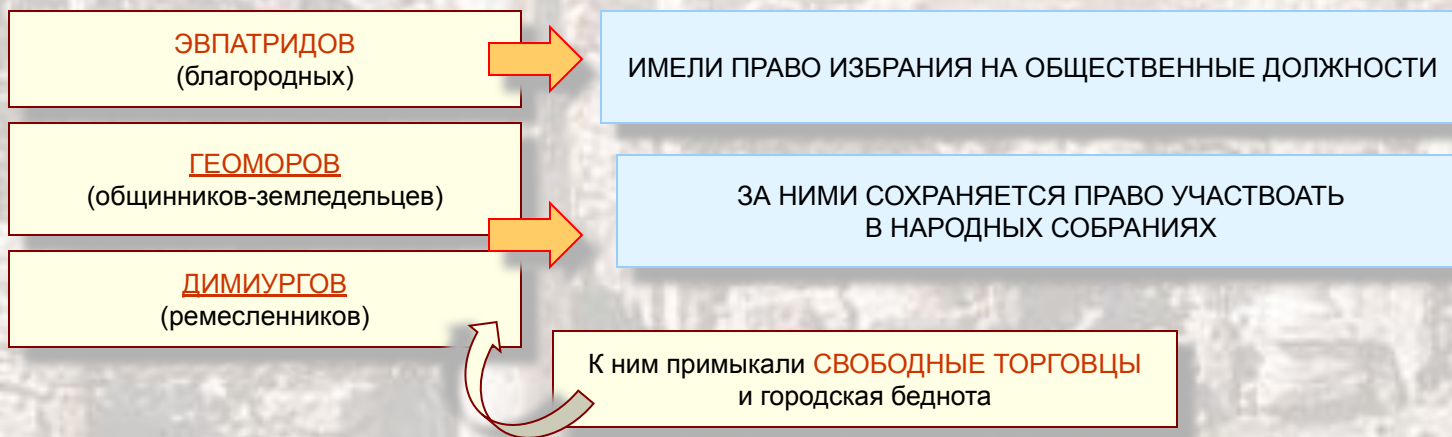 ЭВПАТРИДОВ
(благородных)
ИМЕЛИ ПРАВО ИЗБРАНИЯ НА ОБЩЕСТВЕННЫЕ ДОЛЖНОСТИ
ГЕОМОРОВ
(общинников-земледельцев)
ЗА НИМИ СОХРАНЯЕТСЯ ПРАВО УЧАСТВОАТЬ
В НАРОДНЫХ СОБРАНИЯХ
ДИМИУРГОВ
(ремесленников)
К ним примыкали СВОБОДНЫЕ ТОРГОВЦЫ
и городская беднота